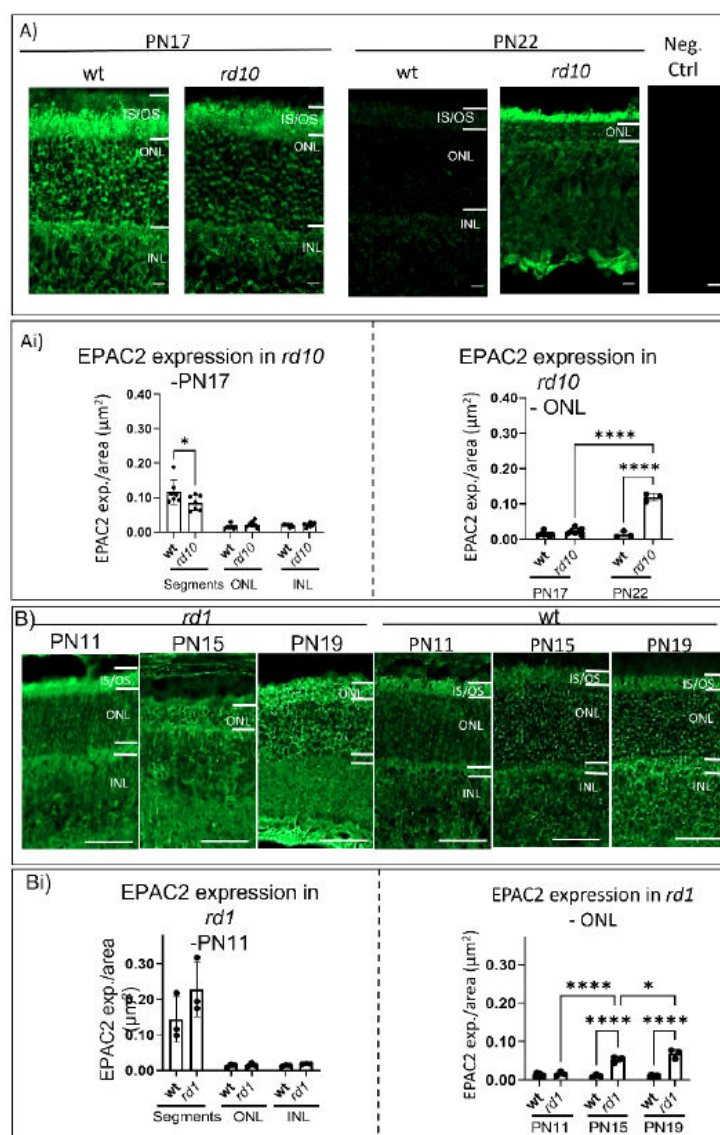 A)
PN17 PN22 Neg. Ctrl
wt rd10 wt rd10
IS/OS IS/OS IS/OS
ONL ONL ONL ONL
INL INL INL
Ai)
EPAC2 expression in rd10
-PN17
EPAC2 exp./area (µm²)
0.40
0.30
0.20
0.10
0.00
*
wt rd10 wt rd10 wt rd10
Segments ONL INL
EPAC2 expression in
rd10
- ONL
EPAC2 exp./area (µm²)
0.40
0.30
0.20
0.10
0.00
****
****
wt rd10 wt rd10
PN17 PN22
B)
rd1 wt
PN11 PN15 PN19 PN11 PN15 PN19
IS/OS ONL IS/OS IS/OS IS/OS
ONL ONL ONL ONL ONL
INL INL INL INL
Bi)
EPAC2 expression in
rd1
-PN11
EPAC2 exp./area
(µm²)
0.40
0.30
0.20
0.10
0.00
wt rd1 wt rd1 wt rd1
Segments ONL INL
EPAC2 expression in rd1
- ONL
EPAC2 exp./area (µm²)
0.30
0.20
0.10
0.00
**** *
**** ****
wt rd1 wt rd1 wt rd1
PN11 PN15 PN19